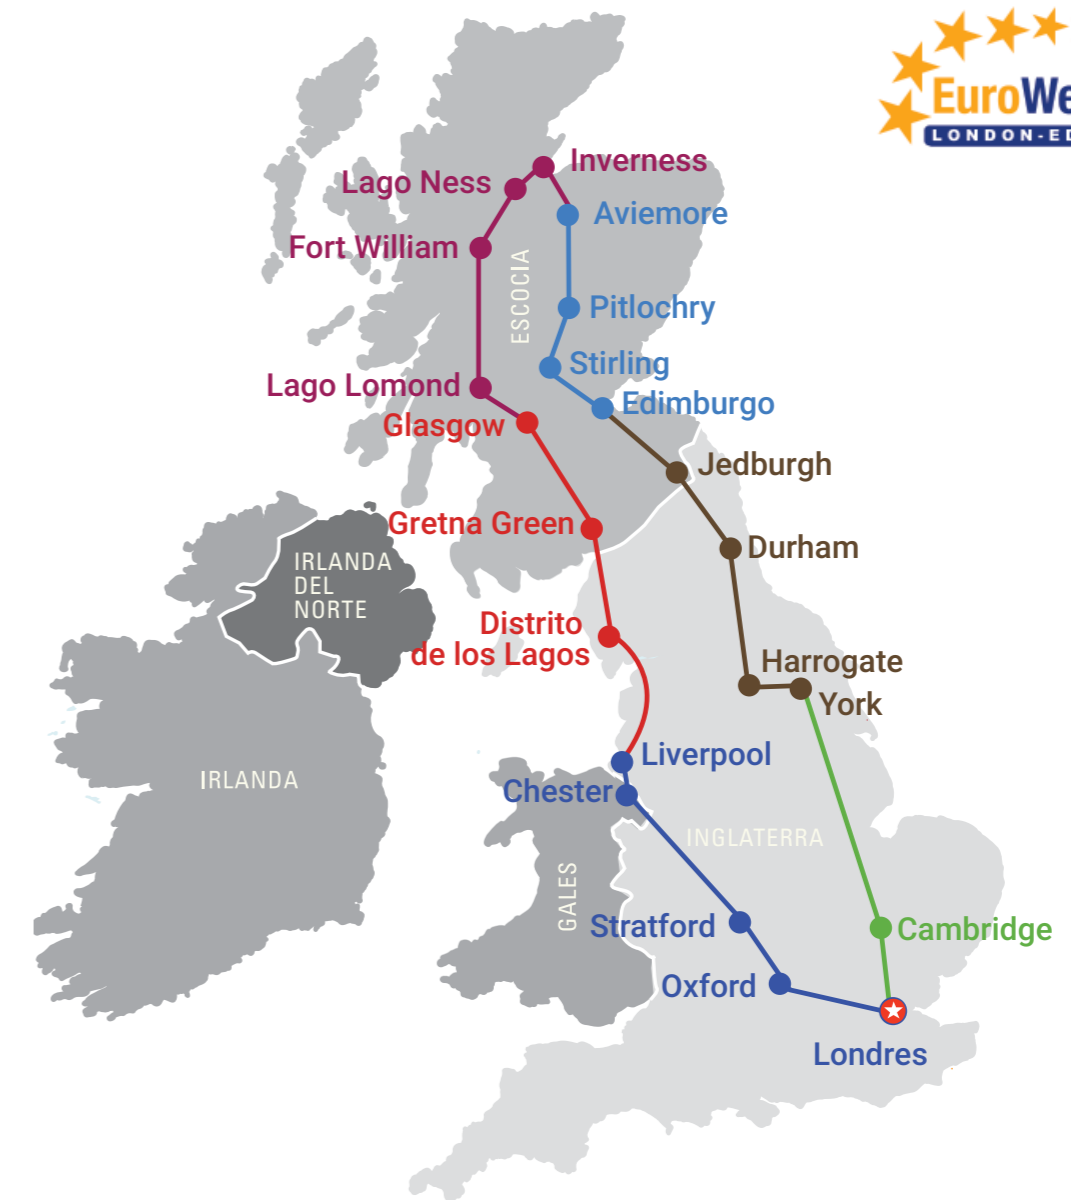 EuroWe
LONDON-ED
Inverness
Lago Ness
Aviemore
Fort William
ESCOCIA
Pitlochry
Stirling
Lago Lomond
Edimburgo
Glasgow
Jedburgh
Gretna Green
Durham
IRLANDA
DEL
NORTE
Distrito
de los Lagos
Harrogate
York
Liverpool
IRLANDA
Chester
INGLATERRA
GALES
Stratford
Cambridge
Oxford
Londres